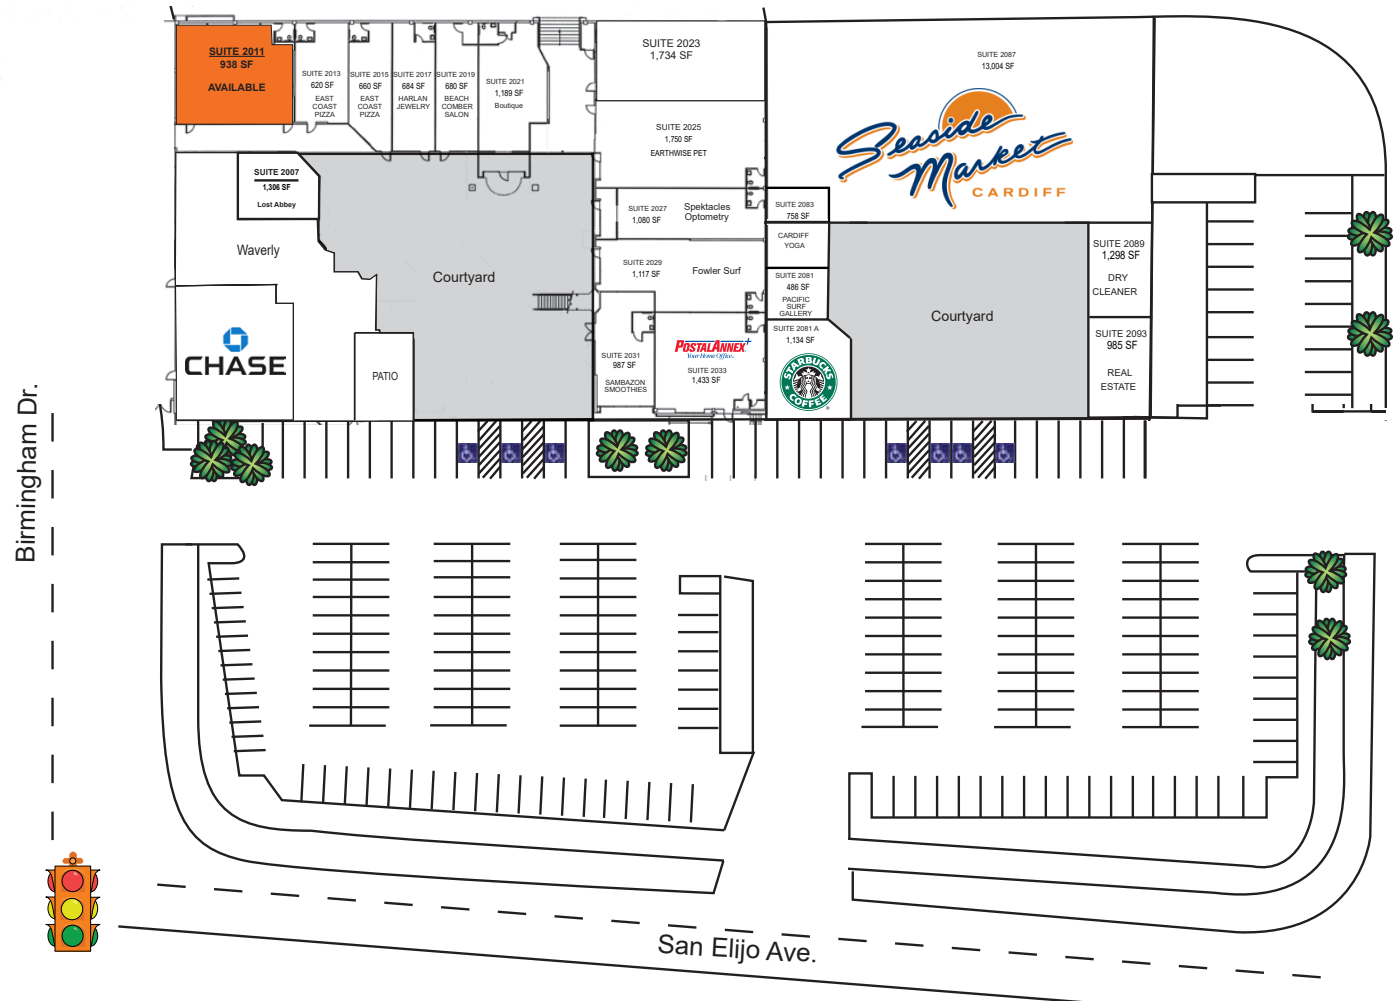 SUITE 2011
938 SF
AVAILABLE
SUITE 2013
620 SF
EAST
COAST
PIZZA
SUITE 2015
660 SF
EAST
COAST
PIZZA
SUITE 2017
684 SF
HARLAN
JEWELRY
SUITE 2019
680 SF
BEACH
COMBER
SALON
SUITE 2021
1,189 SF
Boutique
SUITE 2023
1,734 SF
SUITE 2025
1,750 SF
EARTHWISE PET
SUITE 2087
13,004 SF
Seaside
Market
CARDIFF
SUITE 2007
1,306 SF
Lost Abbey
Waverly
Courtyard
SUITE 2027
1,080 SF
Spektacles
Optometry
SUITE 2029
1,117 SF
Fowler Surf
SUITE 2083
758 SF
CARDIFF
YOGA
SUITE 2081
486 SF
PACIFIC
SURF
GALLERY
SUITE 2081 A
1,134 SF
STARBUCKS
COFFEE
®
Courtyard
SUITE 2089
1,298 SF
DRY
CLEANER
SUITE 2093
985 SF
REAL
ESTATE
CHASE
PATIO
SUITE 2031
987 SF
SAMBAZON
SMOOTHIES
POSTALANNEX+
Your Home Office.
SUITE 2033
1,433 SF
Birmingham Dr.
San Elijo Ave.